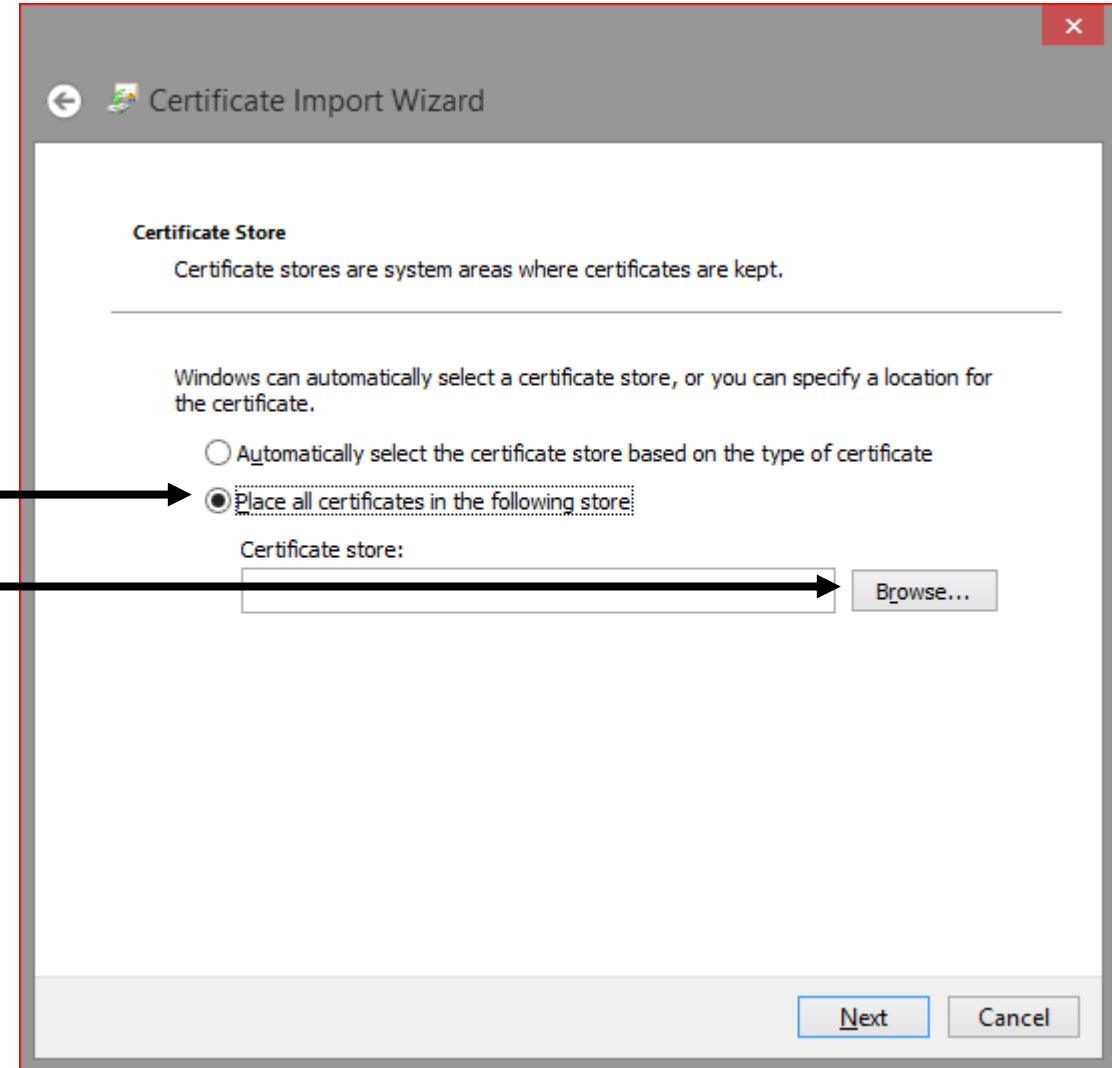 Certificate Import Wizard
Certificate Store
Certificate stores are system areas where certificates are kept.
Windows can automatically select a certificate store, or you can specify a location for
the certificate.
Automatically select the certificate store based on the type of certificate
Place all certificates in the following store
Certificate store:
Browse...
Next
Cancel